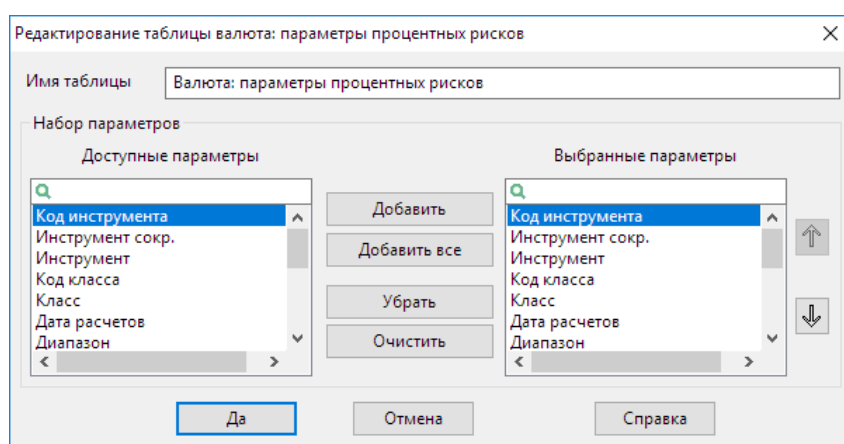 Редактирование таблицы валюта: параметры процентных рисков
Имя таблицы
Валюта: параметры процентных рисков
Набор параметров
Доступные параметры
Код инструмента
Инструмент сокр.
Инструмент
Код класса
Класс
Дата расчетов
Диапазон
Добавить
Добавить все
Убрать
Очистить
Выбранные параметры
Код инструмента
Инструмент сокр.
Инструмент
Код класса
Класс
Дата расчетов
Диапазон
Да
Отмена
Справка